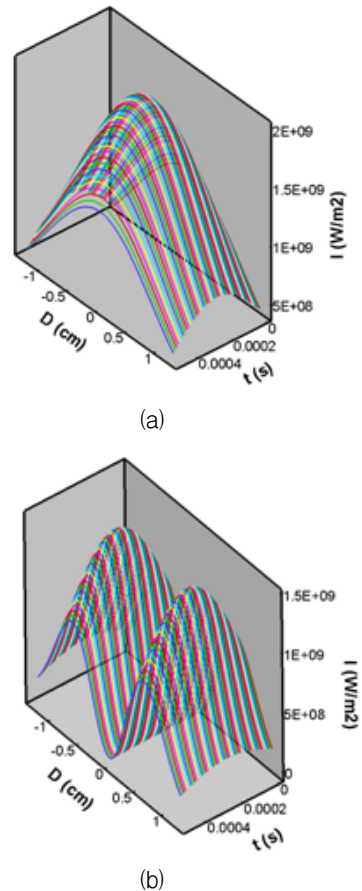 2E+09
1.5E+09
1E+09
5E+08
I (W/m2)
-1
-0.5
0
0.5
1
D (cm)
0
0.0002
0.0004
t (s)
(a)
1.5E+09
1E+09
5E+08
0
I (W/m2)
-1
-0.5
0
0.5
1
D (cm)
0
0.0002
0.0004
t (s)
(b)